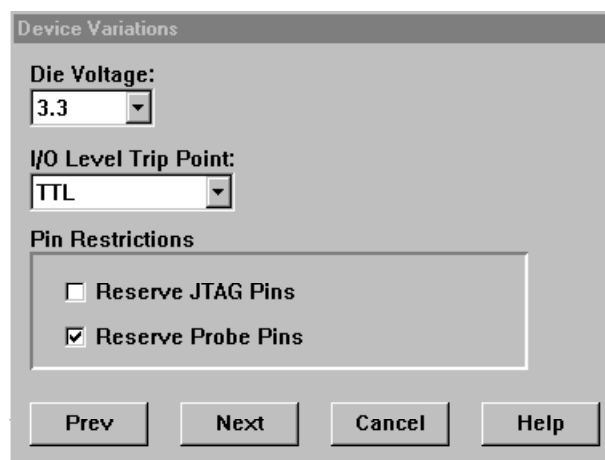 Device Variations
Die Voltage:
3.3
I/O Level Trip Point:
TTL
Pin Restrictions
Reserve JTAG Pins
Reserve Probe Pins
Prev Next Cancel Help